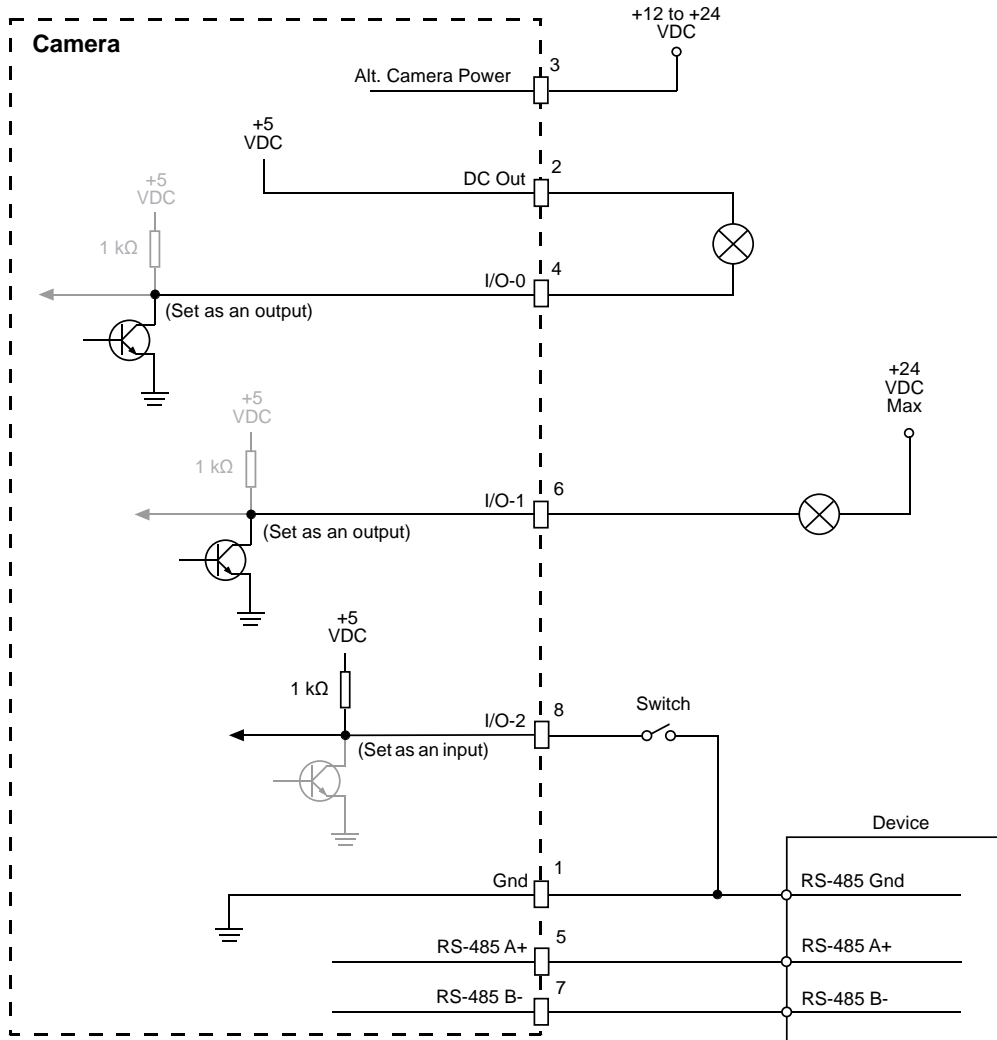 Camera
+12 to +24
VDC
Alt. Camera Power
3
+5
VDC
DC Out
2
+5
VDC
1 kΩ
I/O-0
4
(Set as an output)
+24
VDC
Max
+5
VDC
1 kΩ
I/O-1
6
(Set as an output)
+5
VDC
1 kΩ
I/O-2
8
Switch
(Set as an input)
Device
Gnd
1
RS-485 Gnd
RS-485 A+
5
RS-485 A+
RS-485 B-
7
RS-485 B-